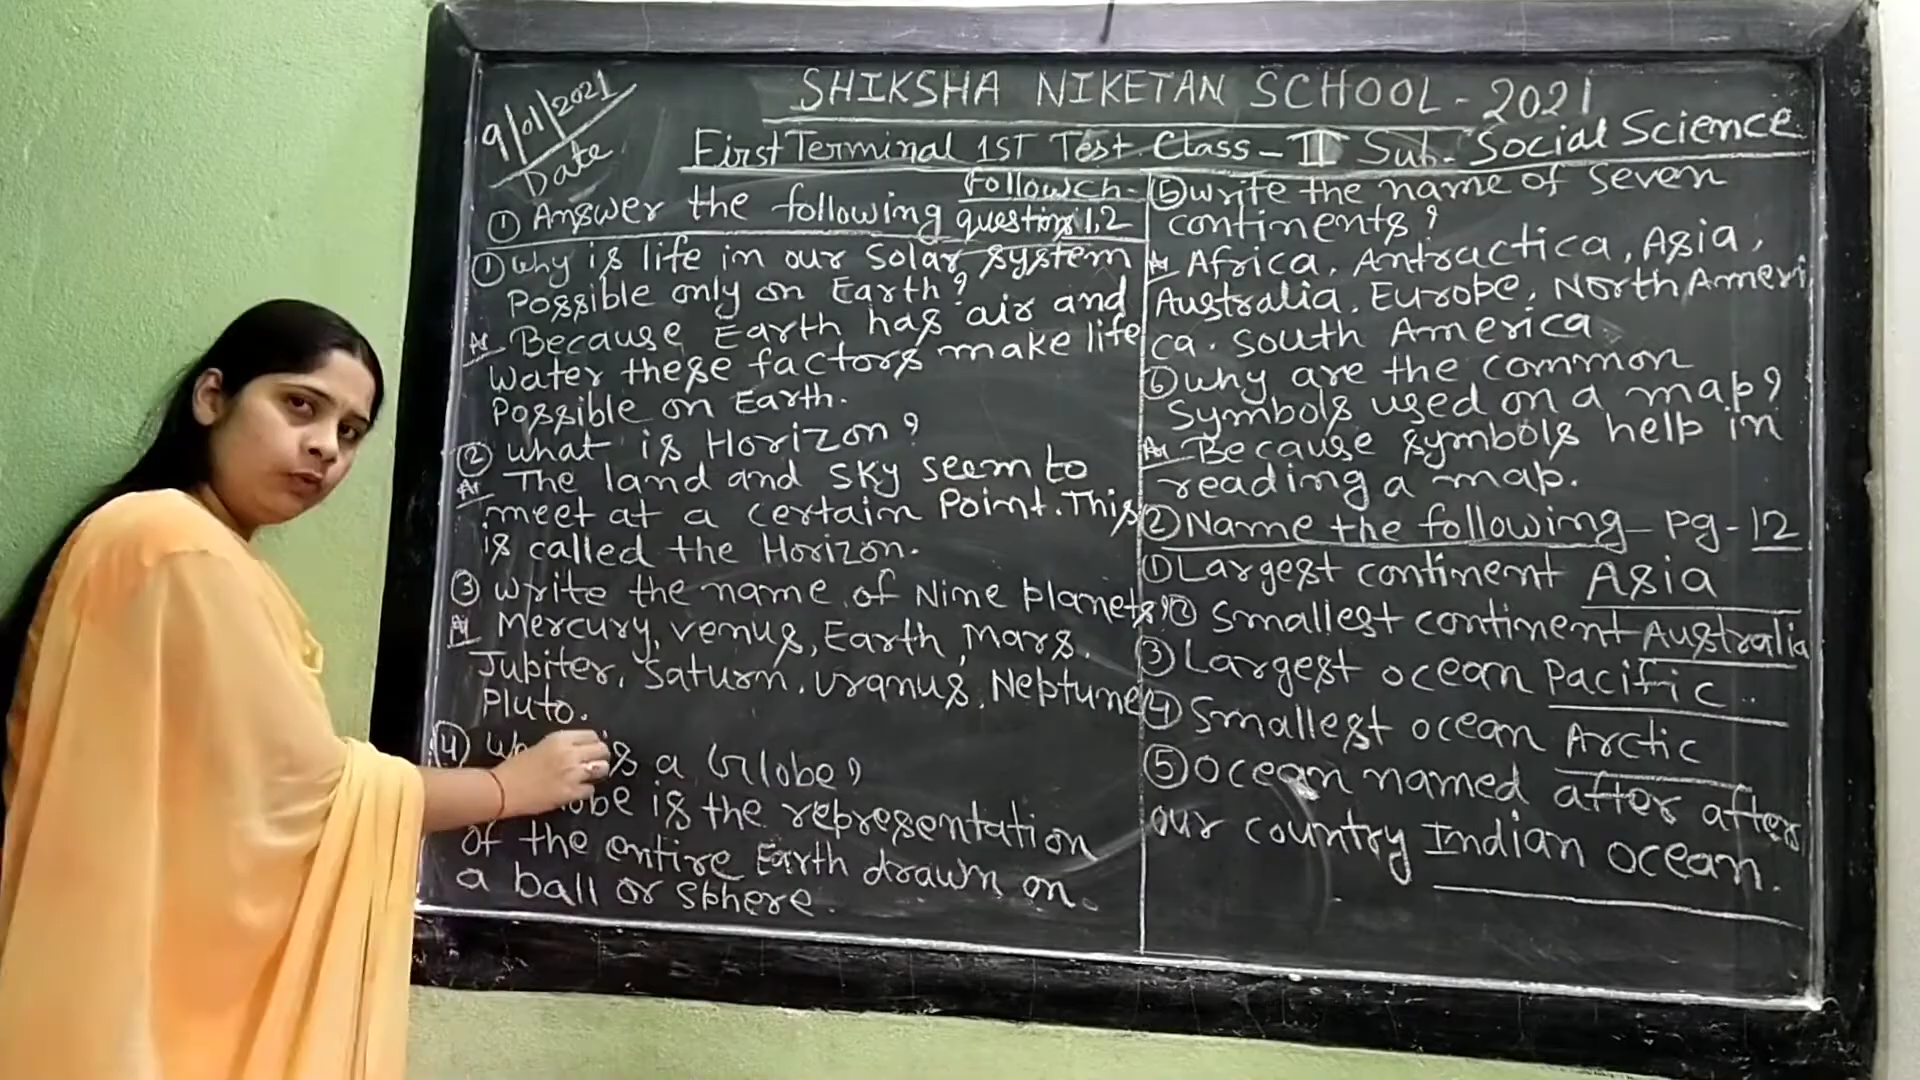 9/01/2021
Date
SHIKSHA NIKETAN SCHOOL - 2021
First Terminal 1ST Test Class - II Sub - Social Science
① Answer the following
Follow ch-
question 1,2
① Why is life in our Solar system
Possible only on Earth?
As Because Earth has air and
Water these factors make life
Possible on Earth.
② What is Horizon?
As The land and sky seem to
meet at a certain Point. This
is called the Horizon.
③ Write the name of Nine planets?
As Mercury, Venus, Earth, Mars,
Jupiter, Saturn, Uranus, Neptune
Pluto.
④ is a Globe?
is the representation
of the entire Earth drawn on
a ball or sphere.
⑤ Write the name of seven
continents?
As Africa, Antractica, Asia,
Australia, Europe, North Ameri
ca. South America.
⑥ Why are the common
Symbols used on a map?
As Because symbols help in
reading a map.
② Name the following - pg - 12
① Largest continent Asia
② Smallest continent Australia
③ Largest ocean Pacific
④ Smallest ocean Arctic
⑤ Ocean named after after
our country Indian ocean.